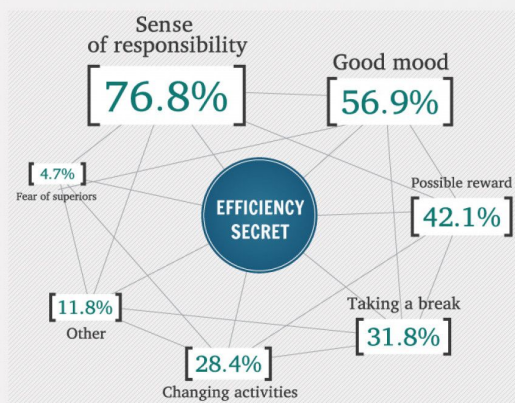 Sense
of responsibility
[76.8%]
Good mood
[56.9%]
[4.7%]
Fear of superiors
EFFICIENCY
SECRET
Possible reward
[42.1%]
[11.8%]
Other
Taking a break
[31.8%]
[28.4%]
Changing activities